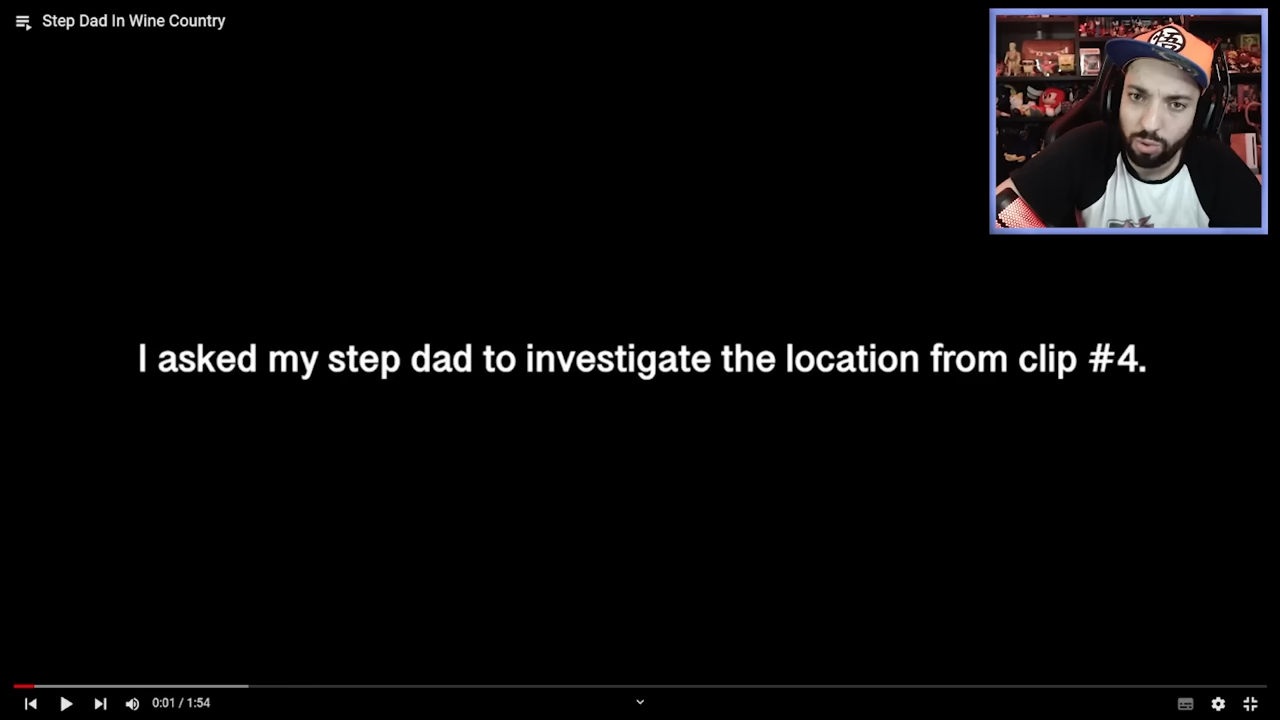 Step Dad In Wine Country
悟
I asked my step dad to investigate the location from clip #4.
0:01 / 1:54